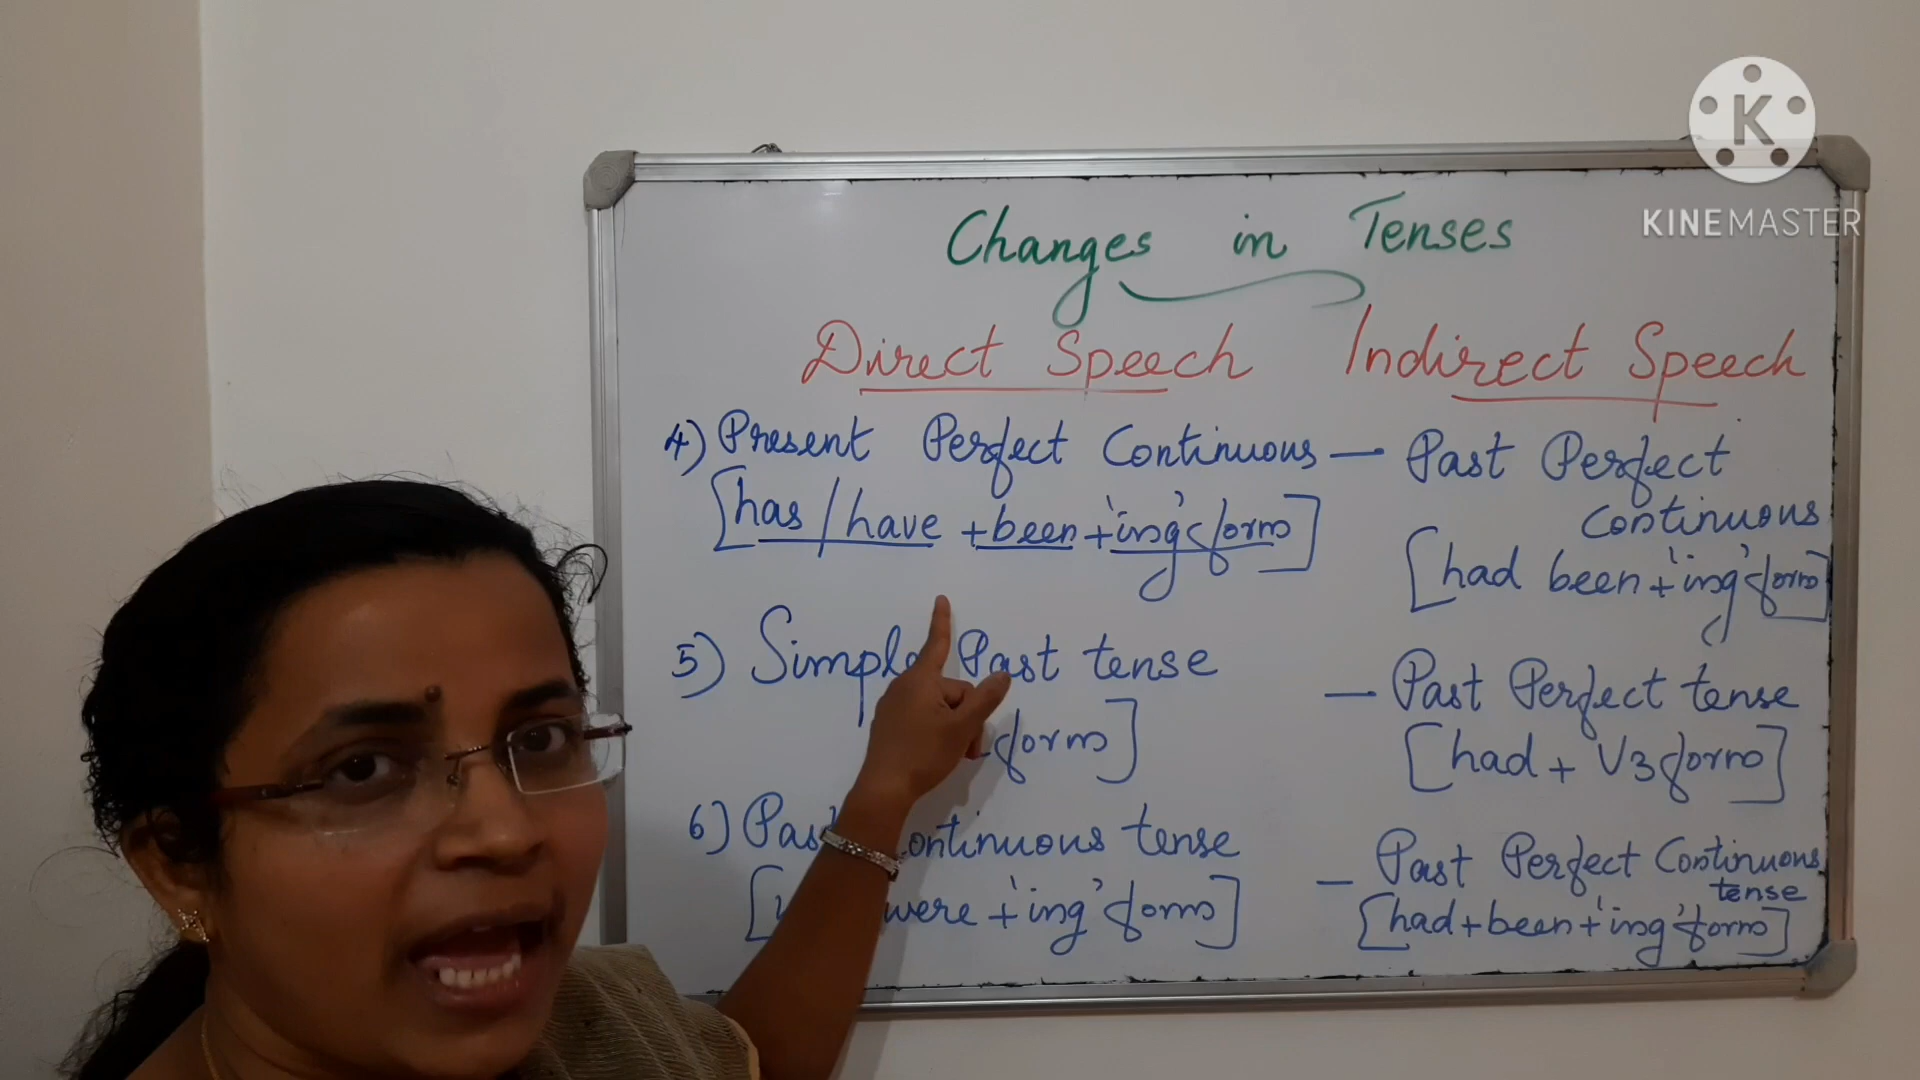 K
KINEMASTER
Changes in Tenses
Direct Speech Indirect Speech
4) Present Perfect Continuous — Past Perfect
Continuous
[has / have + been + 'ing' form]
[had been + 'ing' form]
5) Simple Past tense — Past Perfect tense
form]
[had + V3 form]
6) Past Continuous tense — Past Perfect Continuous
tense
were + 'ing' form]
[had + been + 'ing' form]